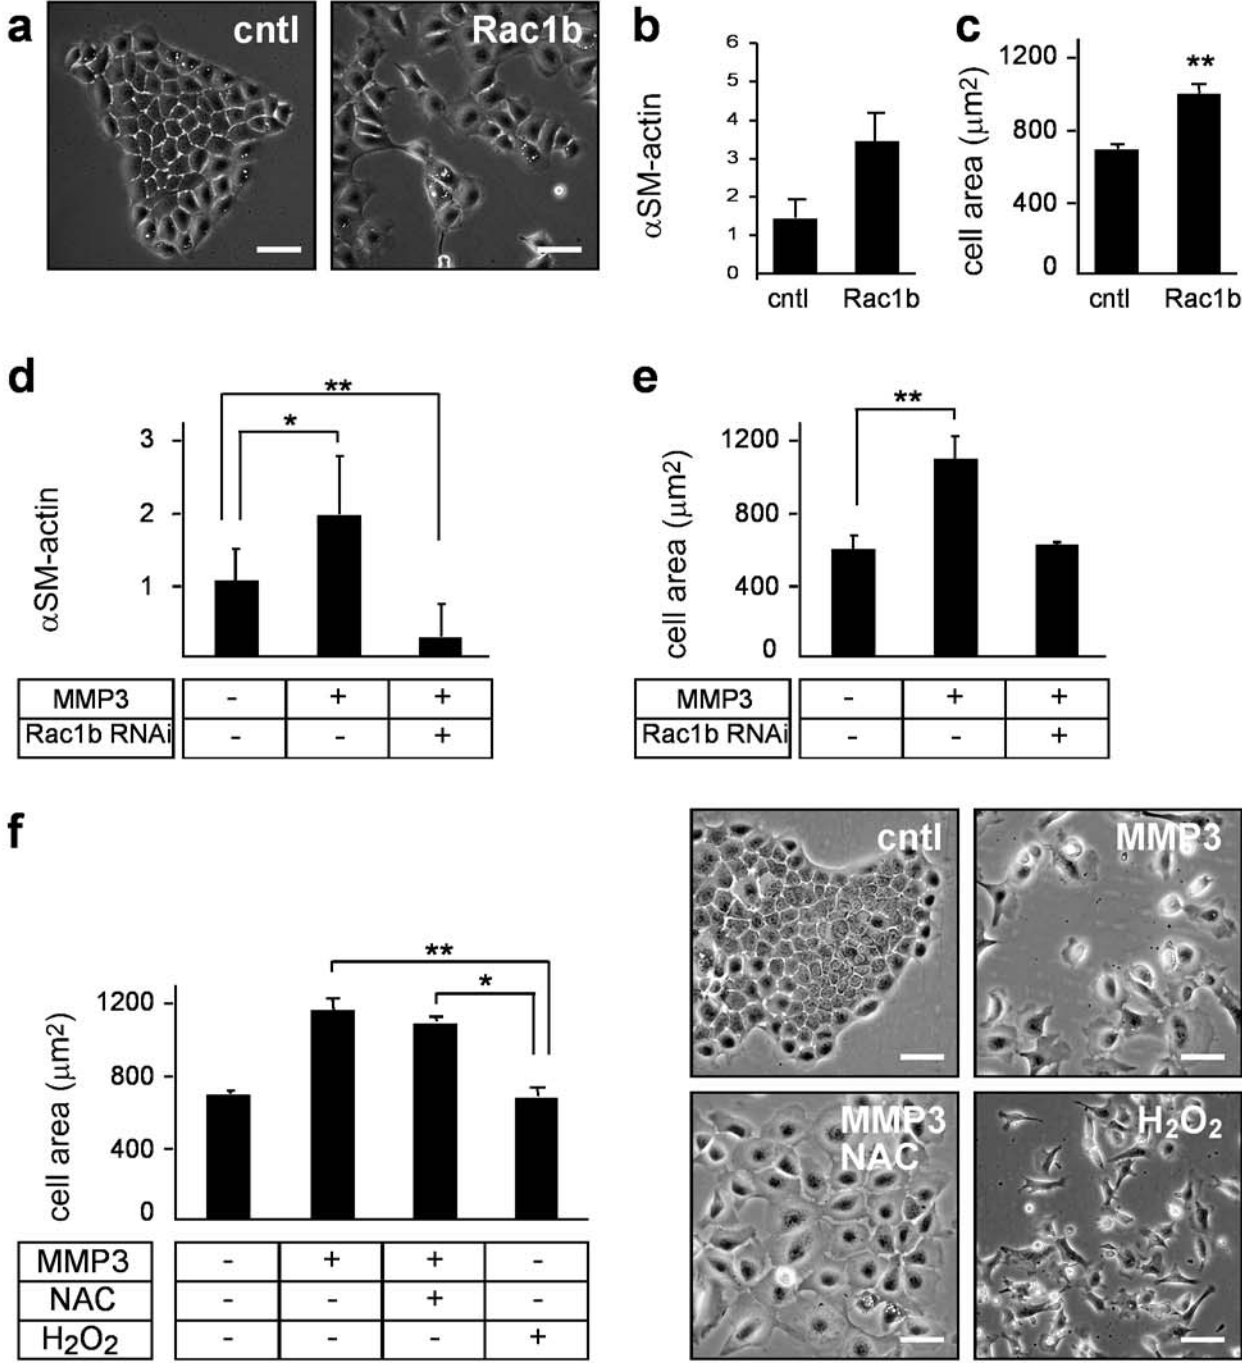 a
cntl
Rac1b
b
αSM-actin
6
5
4
3
2
1
0
cntl Rac1b
c
cell area (μm²)
1200
800
400
0
**
cntl Rac1b
d
αSM-actin
3
2
1
**
*
MMP3 - + +
Rac1b RNAi - - +
e
cell area (μm²)
1200
800
400
0
**
MMP3 - + +
Rac1b RNAi - - +
f
cell area (μm²)
1200
800
400
0
**
*
MMP3 - + + -
NAC - - + -
H₂O₂ - - - +
cntl
MMP3
MMP3
NAC
H₂O₂